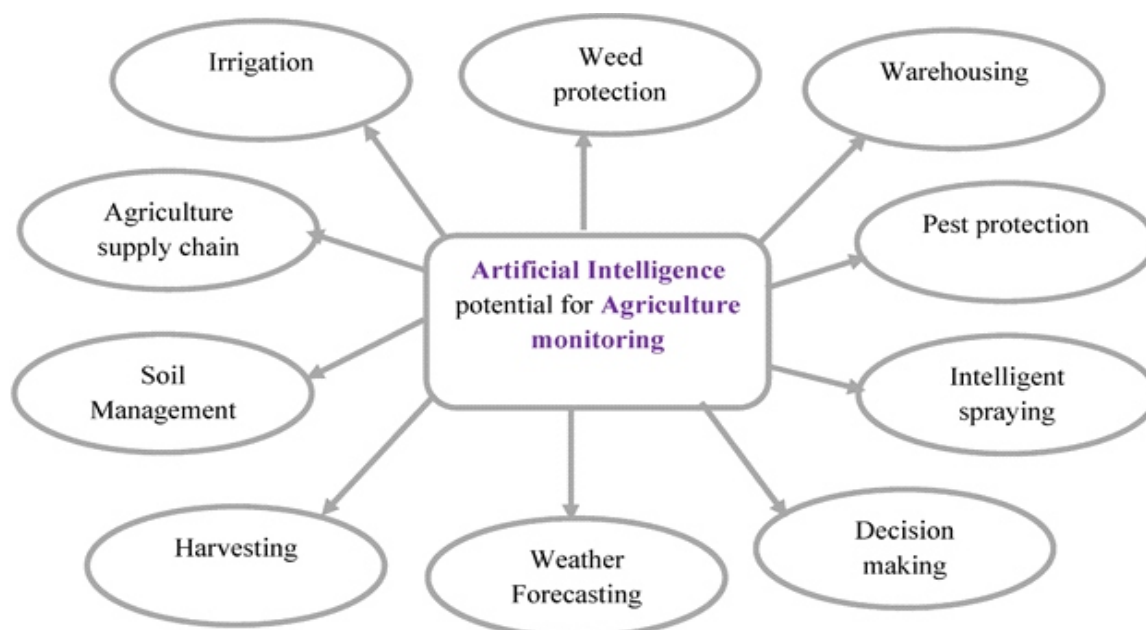 Irrigation
Weed
protection
Warehousing
Agriculture
supply chain
Artificial Intelligence
potential for Agriculture
monitoring
Pest protection
Soil
Management
Intelligent
spraying
Harvesting
Weather
Forecasting
Decision
making